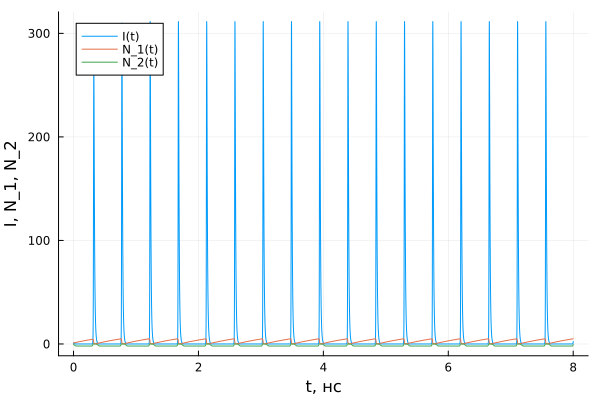 300
200
100
0
I, N_1, N_2
I(t)
N_1(t)
N_2(t)
0 2 4 6 8
t, нс